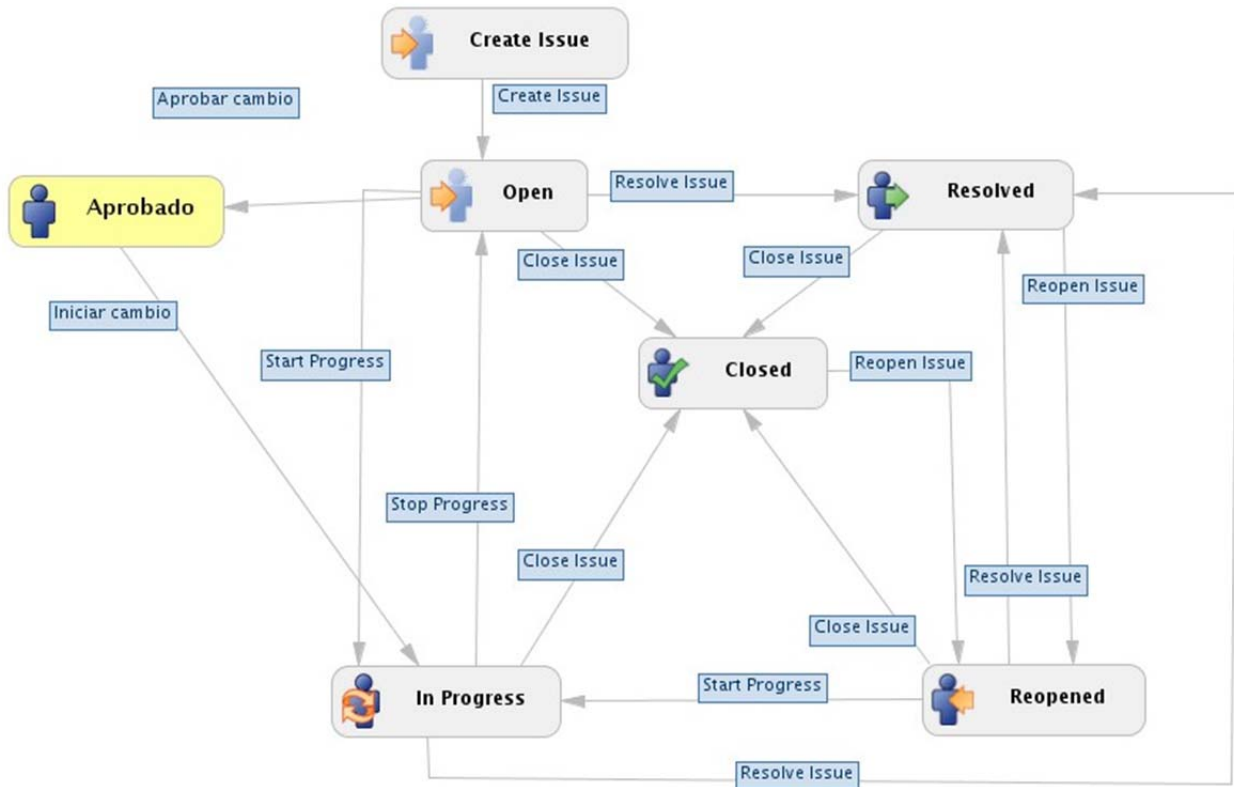 Create Issue
Aprobar cambio
Create Issue
Open
Resolve Issue
Resolved
Aprobado
Close Issue
Close Issue
Reopen Issue
Iniciar cambio
Start Progress
Closed
Reopen Issue
Stop Progress
Close Issue
Resolve Issue
Close Issue
In Progress
Start Progress
Reopened
Resolve Issue